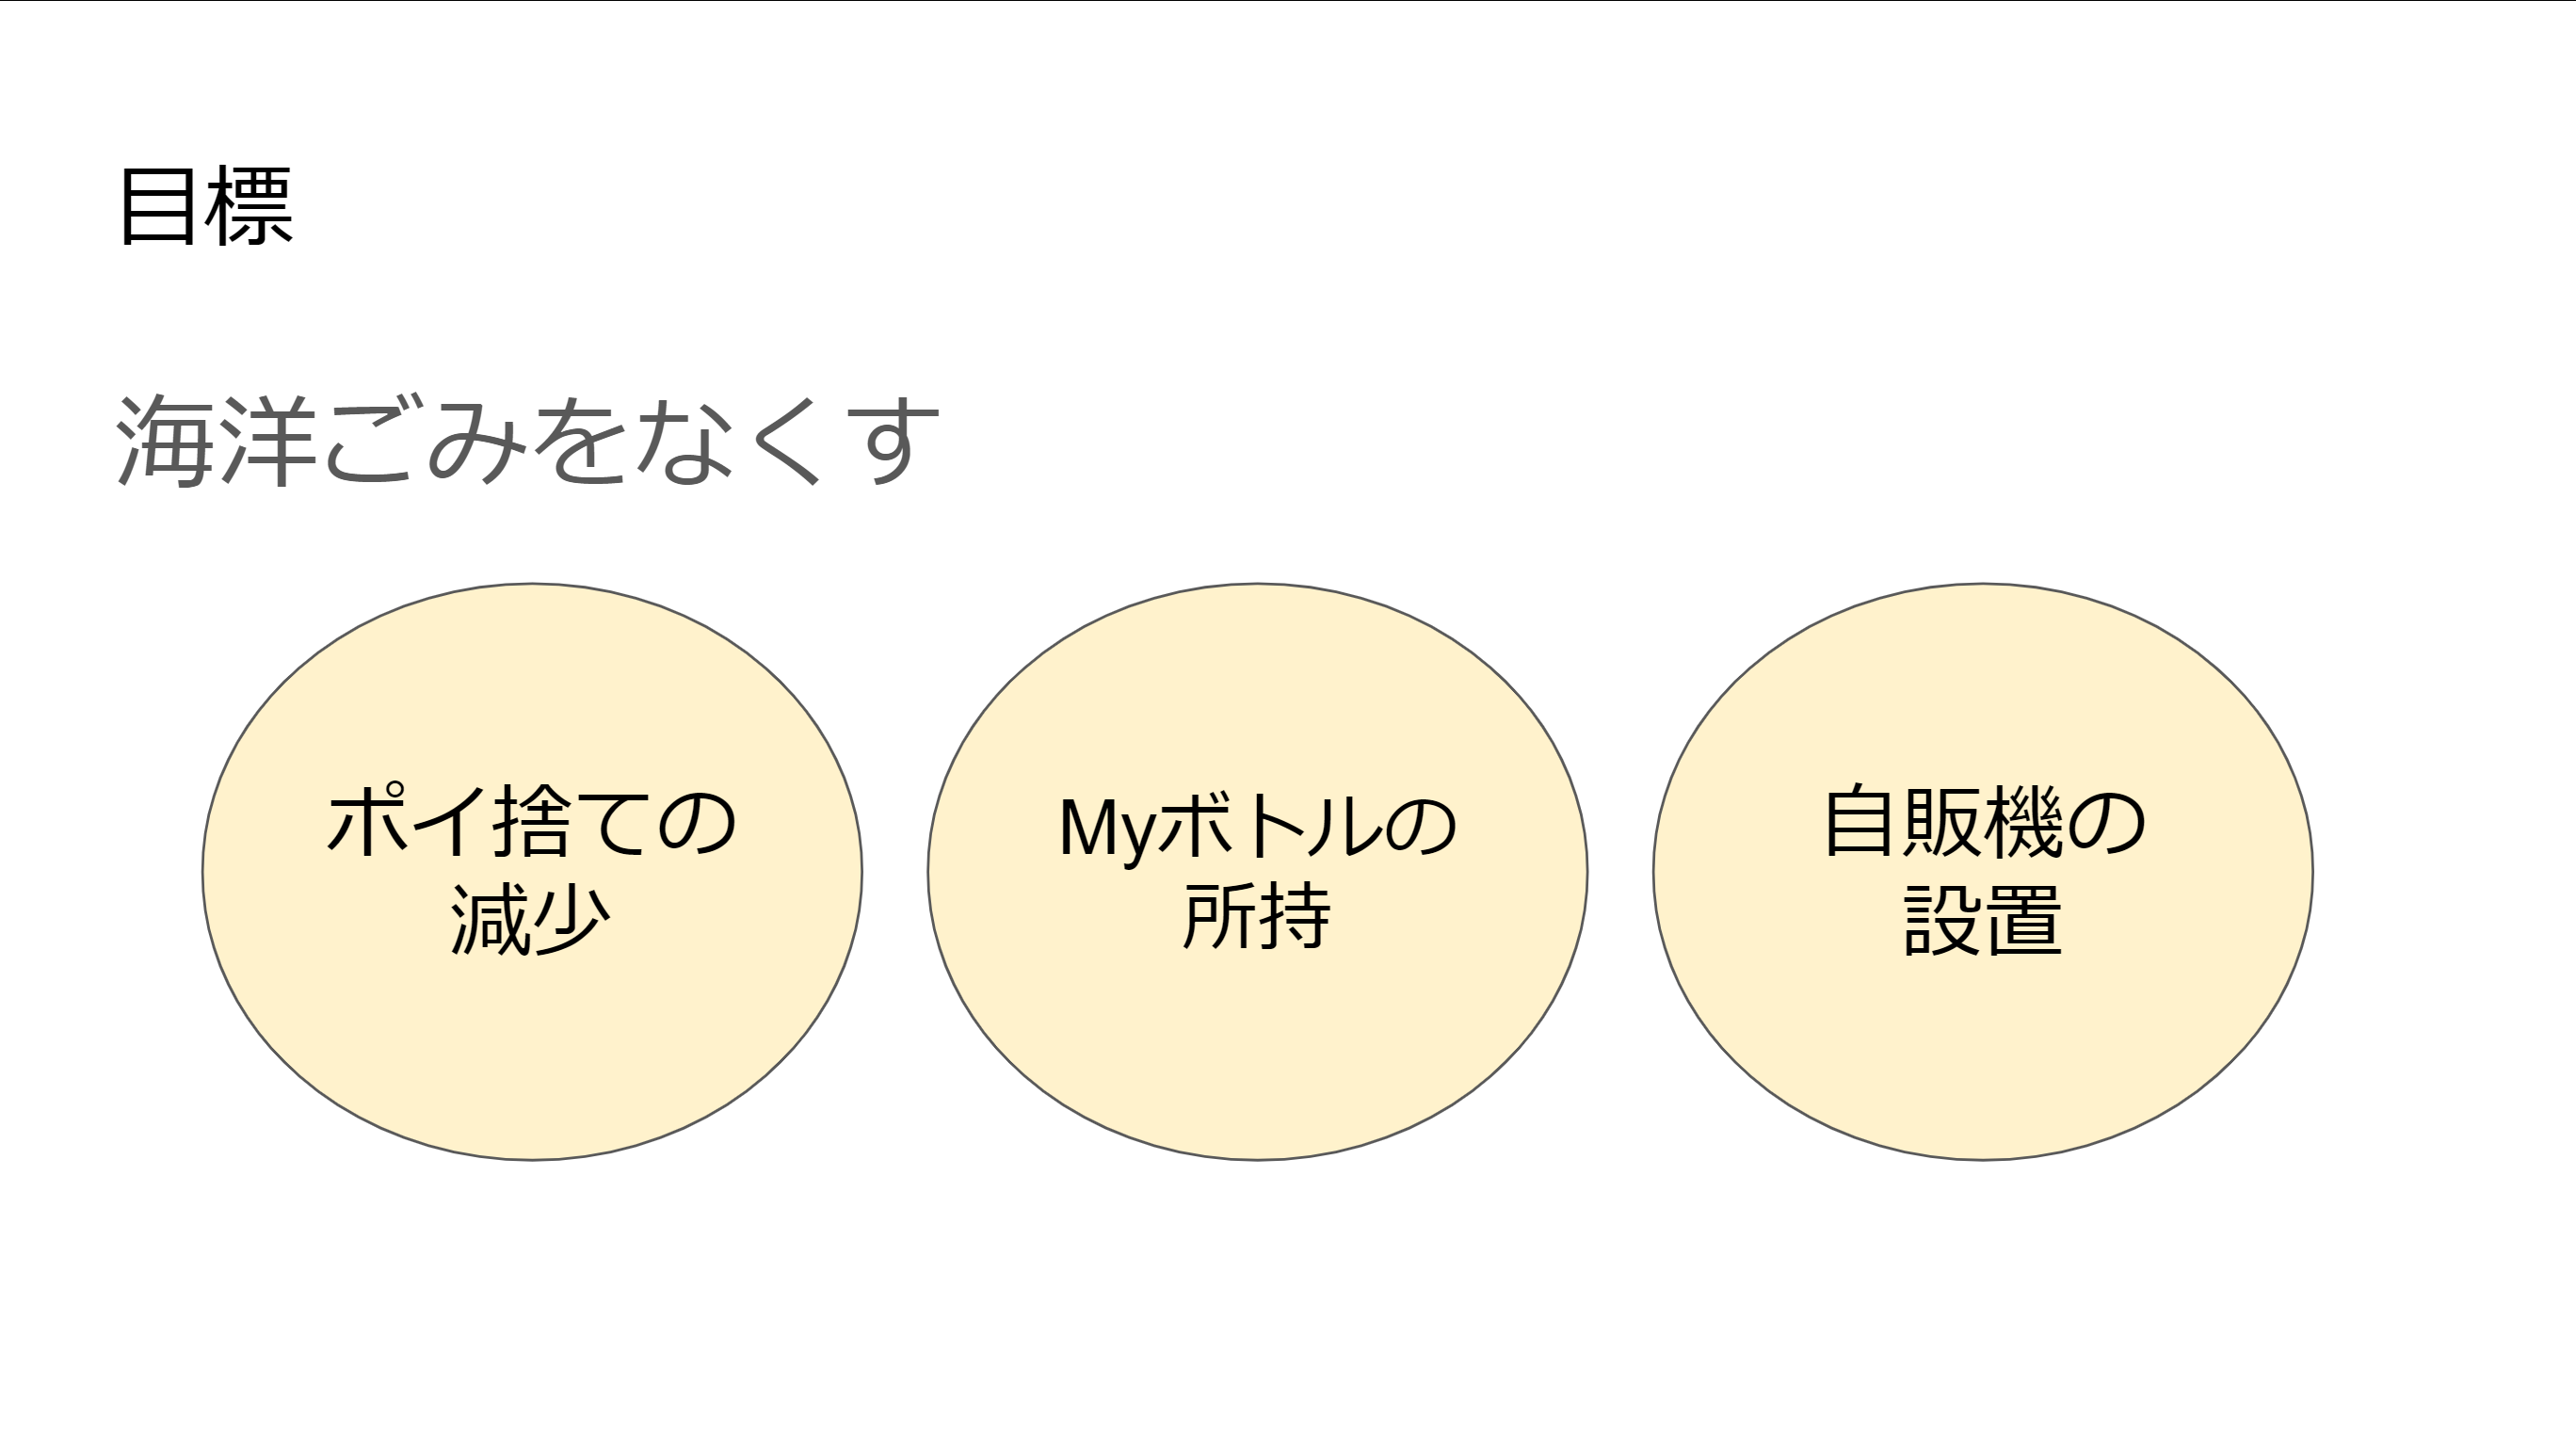 目標
海洋ごみをなくす
ポイ捨ての
減少
Myボトルの
所持
自販機の
設置